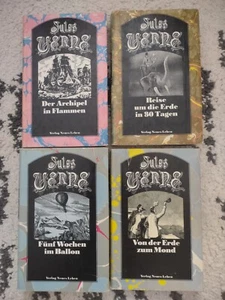 Jules
VERNE
Der Archipel
in Flammen
Verlag Neues Leben
Jules
VERNE
Reise
um die Erde
in 80 Tagen
Verlag Neues Leben
Jules
VERNE
Fünf Wochen
im Ballon
Verlag Neues Leben
Jules
VERNE
Von der Erde
zum Mond
Verlag Neues Leben